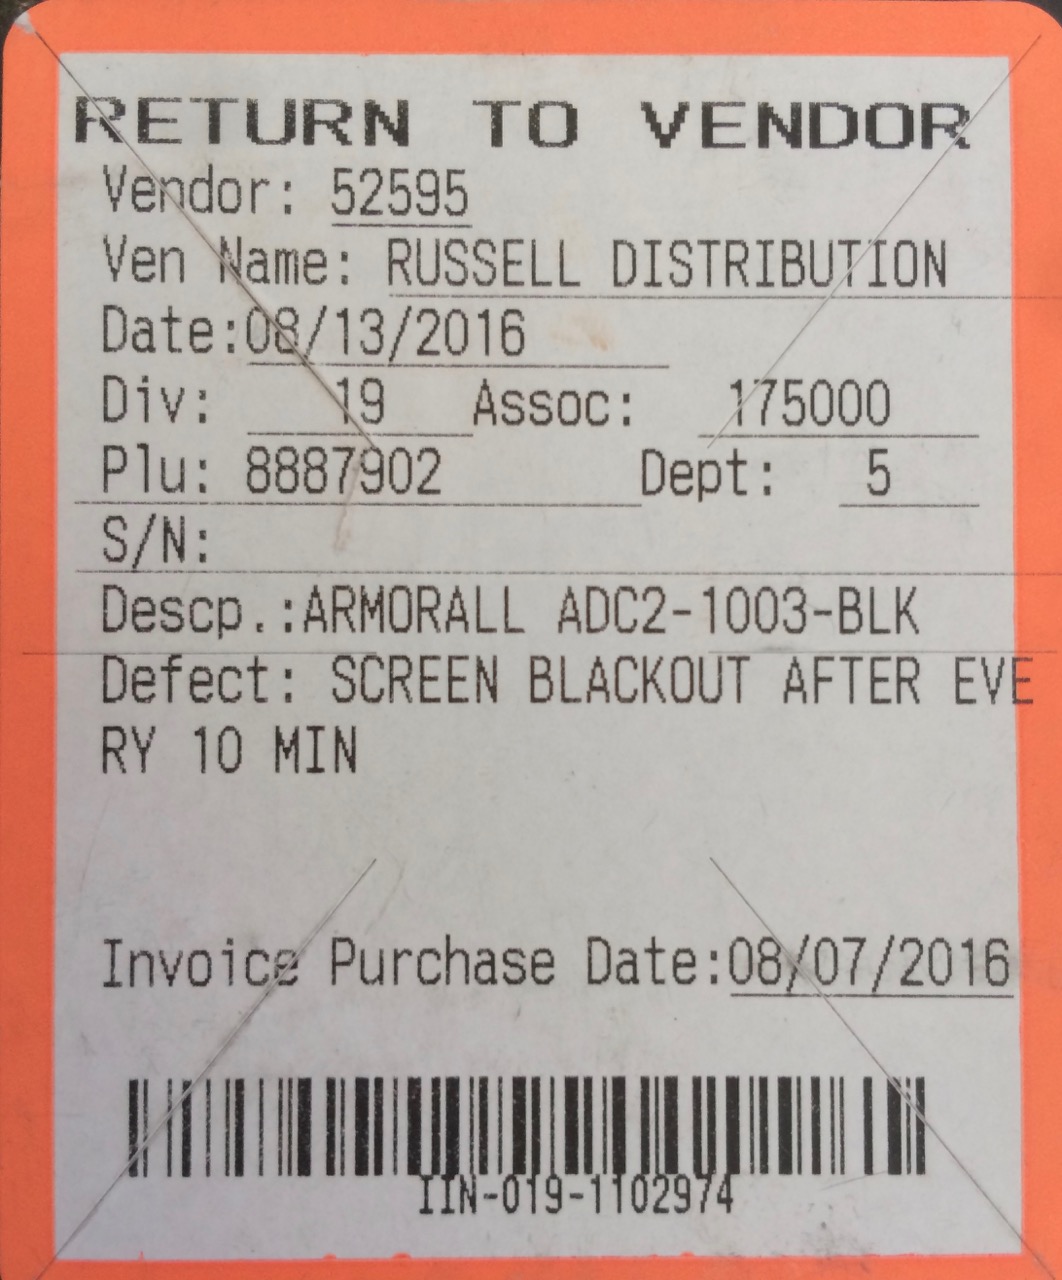 RETURN TO VENDOR
Vendor: 52595
Ven Name: RUSSELL DISTRIBUTION
Date:08/13/2016
Div: 19 Assoc: 175000
Plu: 8887902 Dept: 5
S/N:
Descp.:ARMORALL ADC2-1003-BLK
Defect: SCREEN BLACKOUT AFTER EVE
RY 10 MIN
Invoice Purchase Date:08/07/2016
IIN-019-1102974